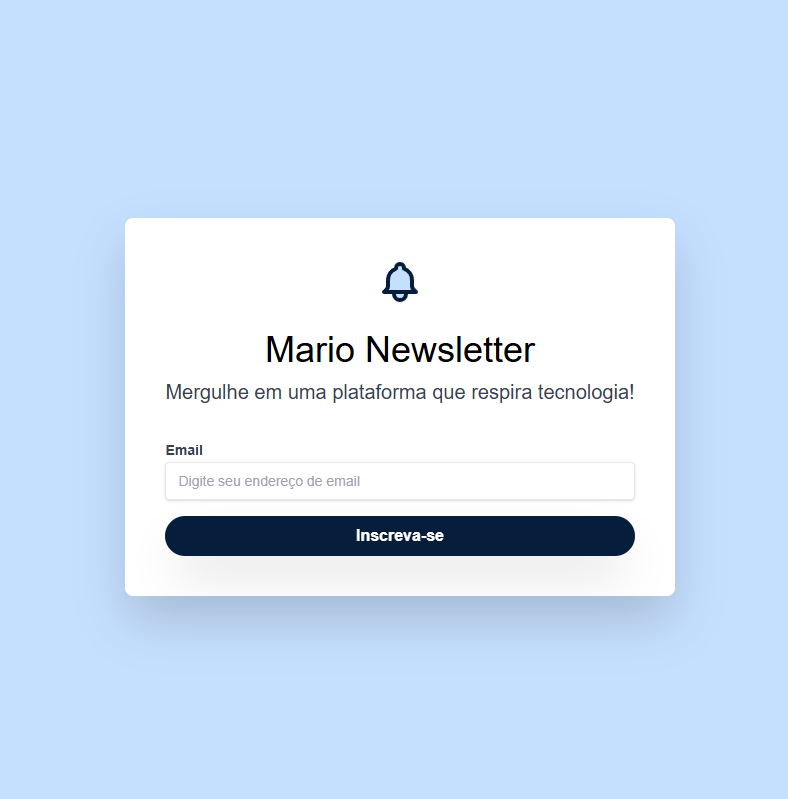 Mario Newsletter
Mergulhe em uma plataforma que respira tecnologia!
Email
Digite seu endereço de email
Inscreva-se